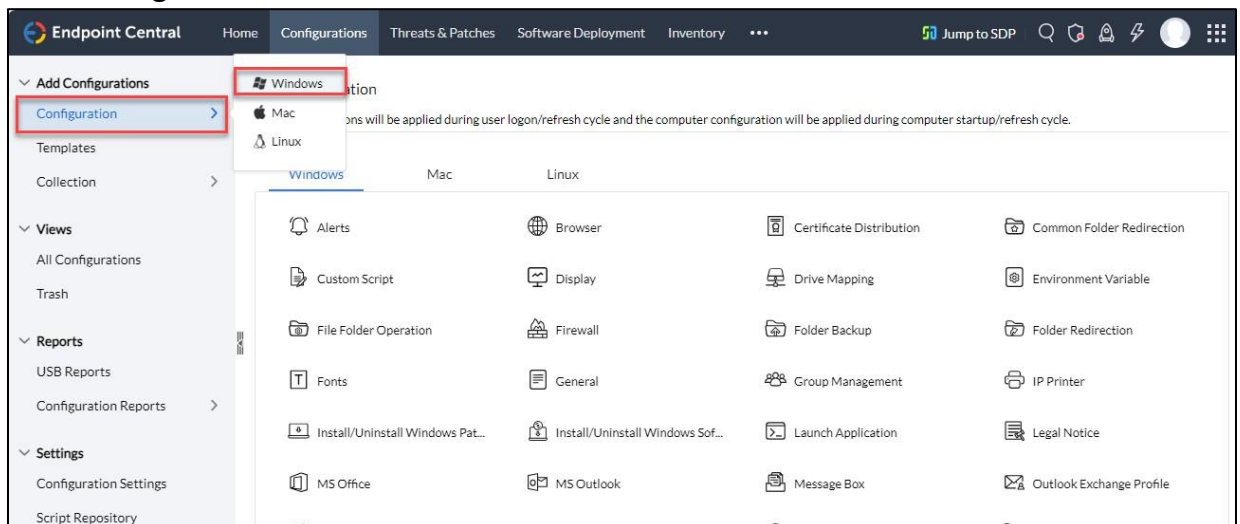 Endpoint Central Home Configurations Threats & Patches Software Deployment Inventory ••• Jump to SDP
Add Configurations
Configuration
Templates
Collection
Views
All Configurations
Trash
Reports
USB Reports
Configuration Reports
Settings
Configuration Settings
Script Repository
Windows
Mac
Linux
ation
ons will be applied during user logon/refresh cycle and the computer configuration will be applied during computer startup/refresh cycle.
Windows Mac Linux
Alerts Browser Certificate Distribution Common Folder Redirection
Custom Script Display Drive Mapping Environment Variable
File Folder Operation Firewall Folder Backup Folder Redirection
Fonts General Group Management IP Printer
Install/Uninstall Windows Pat... Install/Uninstall Windows Sof... Launch Application Legal Notice
MS Office MS Outlook Message Box Outlook Exchange Profile